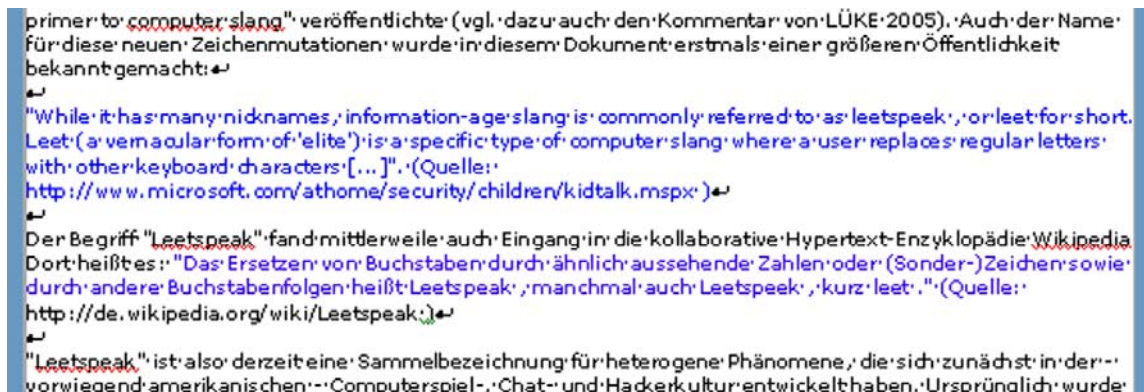 primer to computer slang" veröffentlichte (vgl. dazu auch den Kommentar von LÜKE 2005). Auch der Name
für diese neuen Zeichenmutationen wurde in diesem Dokument erstmals einer größeren Öffentlichkeit
bekannt gemacht:
"While it has many nicknames, information-age slang is commonly referred to as leetspeek , or leet for short.
Leet (a vernacular form of 'elite') is a specific type of computer slang where a user replaces regular letters
with other keyboard characters [...]". (Quelle:
http://www.microsoft.com/athome/security/children/kidtalk.mspx )
Der Begriff "Leetspeak" fand mittlerweile auch Eingang in die kollaborative Hypertext-Enzyklopädie Wikipedia
Dort heißt es: "Das Ersetzen von Buchstaben durch ähnlich aussehende Zahlen oder (Sonder-)Zeichen sowie
durch andere Buchstabenfolgen heißt Leetspeak , manchmal auch Leetspeek , kurz leet ." (Quelle:
http://de.wikipedia.org/wiki/Leetspeak )
"Leetspeak" ist also derzeit eine Sammelbezeichnung für heterogene Phänomene, die sich zunächst in der -
vorwiegend amerikanischen - Computerspiel-, Chat- und Hackerkultur entwickelt haben. Ursprünglich wurde